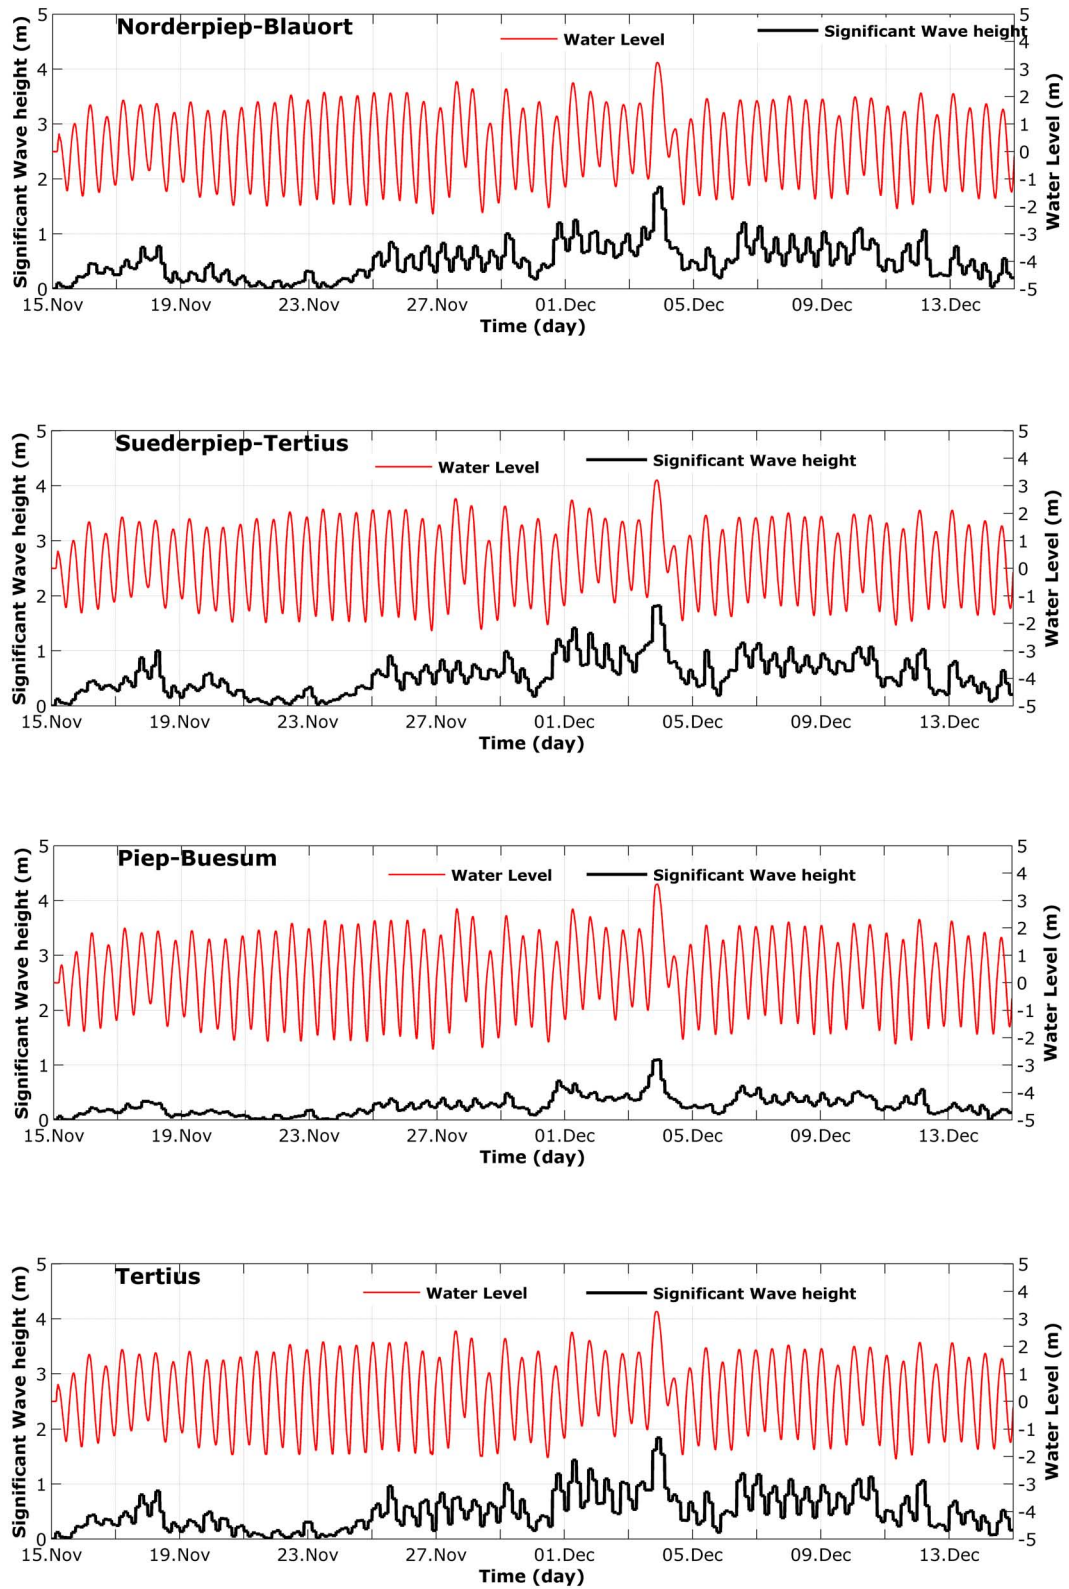 Norderpiep-Blauort
Water Level
Significant Wave height
Significant Wave height (m)
5
4
3
2
1
0
5
4
3
2
1
0
-1
-2
-3
-4
-5
Water Level (m)
15.Nov 19.Nov 23.Nov 27.Nov 01.Dec 05.Dec 09.Dec 13.Dec
Time (day)
Suederpiep-Tertius
Water Level
Significant Wave height
Significant Wave height (m)
5
4
3
2
1
0
5
4
3
2
1
0
-1
-2
-3
-4
-5
Water Level (m)
15.Nov 19.Nov 23.Nov 27.Nov 01.Dec 05.Dec 09.Dec 13.Dec
Time (day)
Piep-Buesum
Water Level
Significant Wave height
Significant Wave height (m)
5
4
3
2
1
0
5
4
3
2
1
0
-1
-2
-3
-4
-5
Water Level (m)
15.Nov 19.Nov 23.Nov 27.Nov 01.Dec 05.Dec 09.Dec 13.Dec
Time (day)
Tertius
Water Level
Significant Wave height
Significant Wave height (m)
5
4
3
2
1
0
5
4
3
2
1
0
-1
-2
-3
-4
-5
Water Level (m)
15.Nov 19.Nov 23.Nov 27.Nov 01.Dec 05.Dec 09.Dec 13.Dec
Time (day)